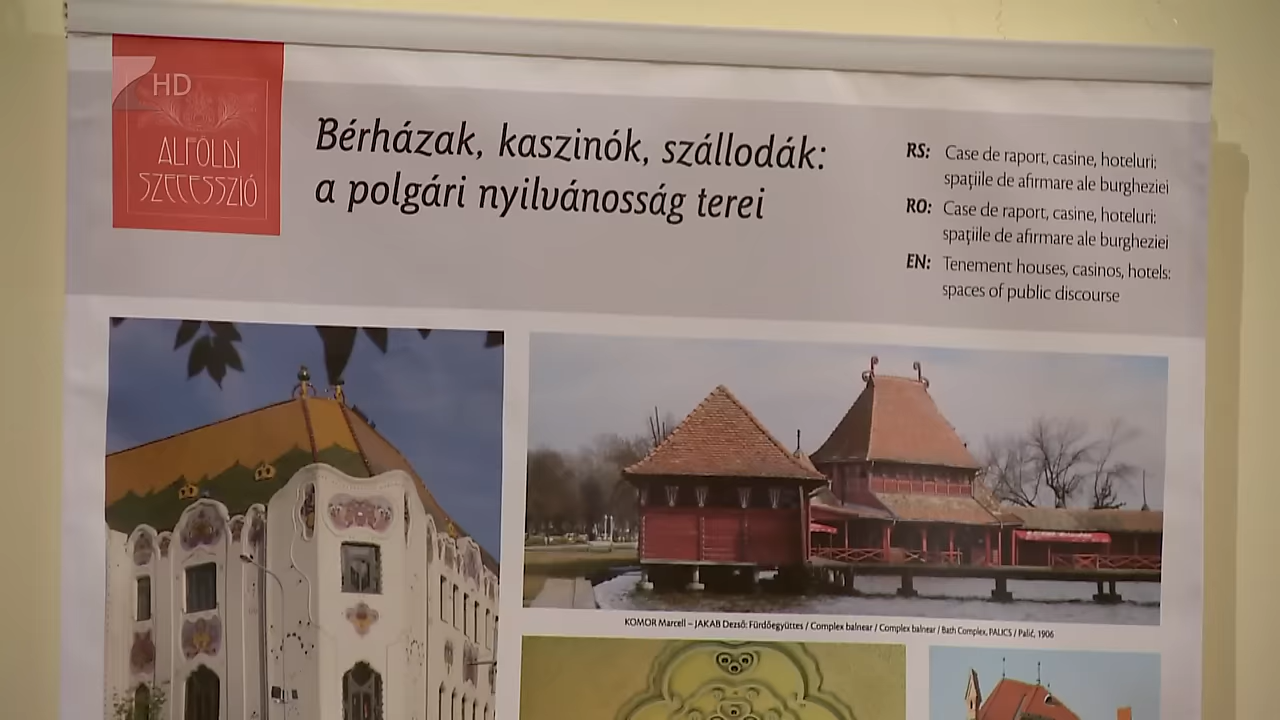 HD
ALFÖLDI
SZECESSZIÓ
Bérházak, kaszinók, szállodák:
a polgári nyilvánosság terei
RS: Case de raport, casine, hoteluri:
spaţiile de afirmare ale burgheziei
RO: Case de raport, casine, hoteluri:
spaţiile de afirmare ale burgheziei
EN: Tenement houses, casinos, hotels:
spaces of public discourse
KOMOR Marcell – JAKAB Dezső: Fürdőegyüttes / Complex balnear / Complex balnear / Bath Complex, PALICS / Palić, 1906